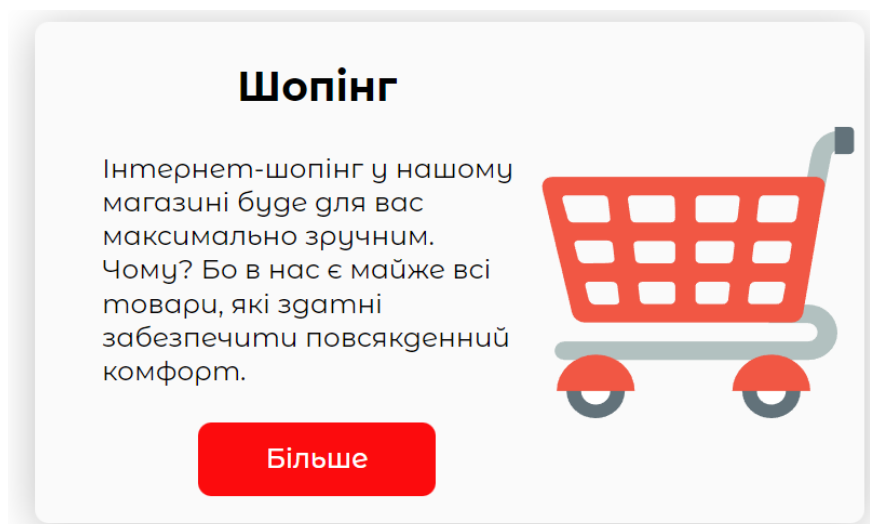 Шопінг
Інтернет-шопінг у нашому
магазині буде для вас
максимально зручним.
Чому? Бо в нас є майже всі
товари, які здатні
забезпечити повсякденний
комфорт.
Більше